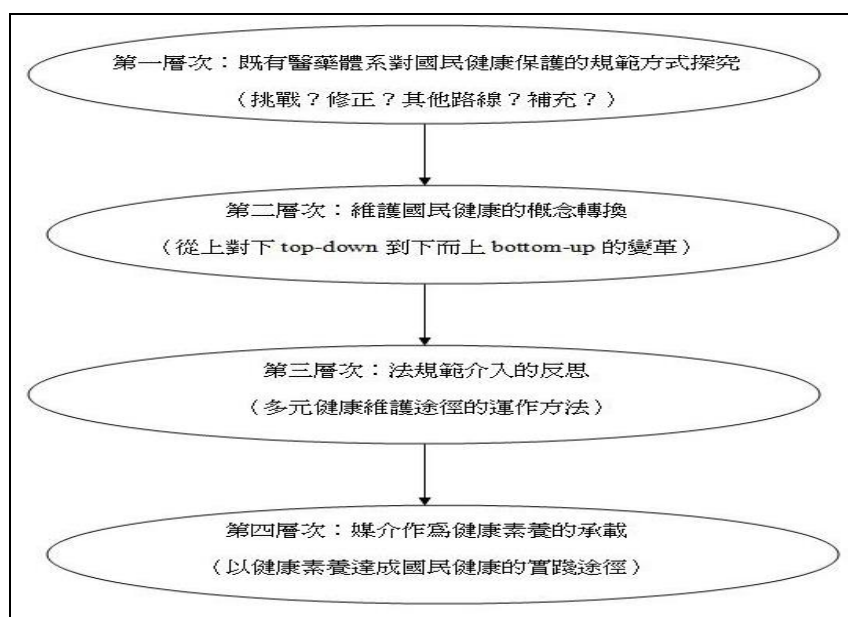 第一層次：既有醫藥體系對國民健康保護的規範方式探究
（挑戰？修正？其他路線？補充？）
第二層次：維護國民健康的概念轉換
（從上對下 top-down 到下而上 bottom-up 的變革）
第三層次：法規範介入的反思
（多元健康維護途徑的運作方法）
第四層次：媒介作為健康素養的承載
（以健康素養達成國民健康的實踐途徑）